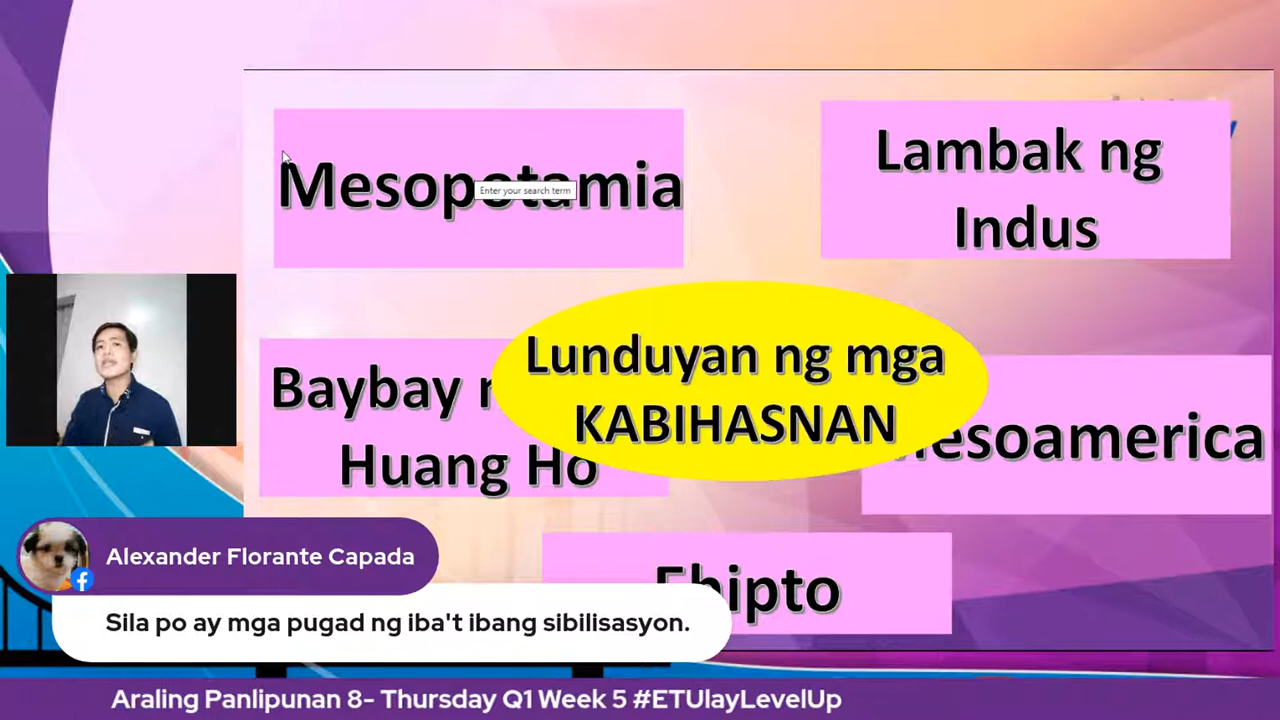 Mesopotamia
Enter your search term
Lambak ng
Indus
Lunduyan ng mga
KABIHASNAN
Baybay
Huang Ho
esoamerica
Ehipto
Alexander Florante Capada
Sila po ay mga pugad ng iba't ibang sibilisasyon.
Araling Panlipunan 8- Thursday Q1 Week 5 #ETUlayLevelUp